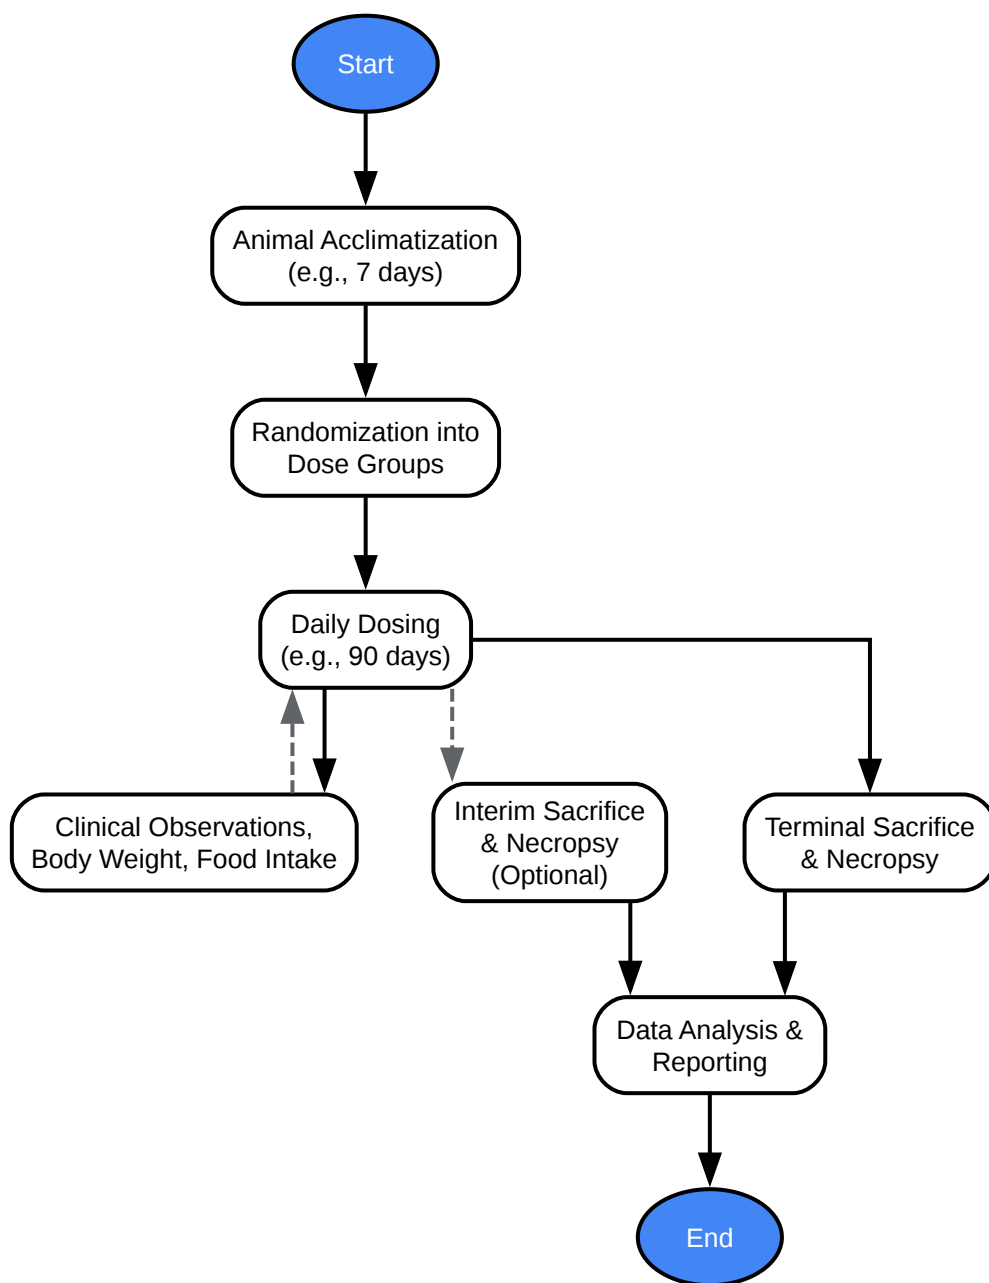 Start
Animal Acclimatization
(e.g., 7 days)
Randomization into
Dose Groups
Daily Dosing
(e.g., 90 days)
Clinical Observations,
Body Weight, Food Intake
Interim Sacrifice
& Necropsy
(Optional)
Terminal Sacrifice
& Necropsy
Data Analysis &
Reporting
End